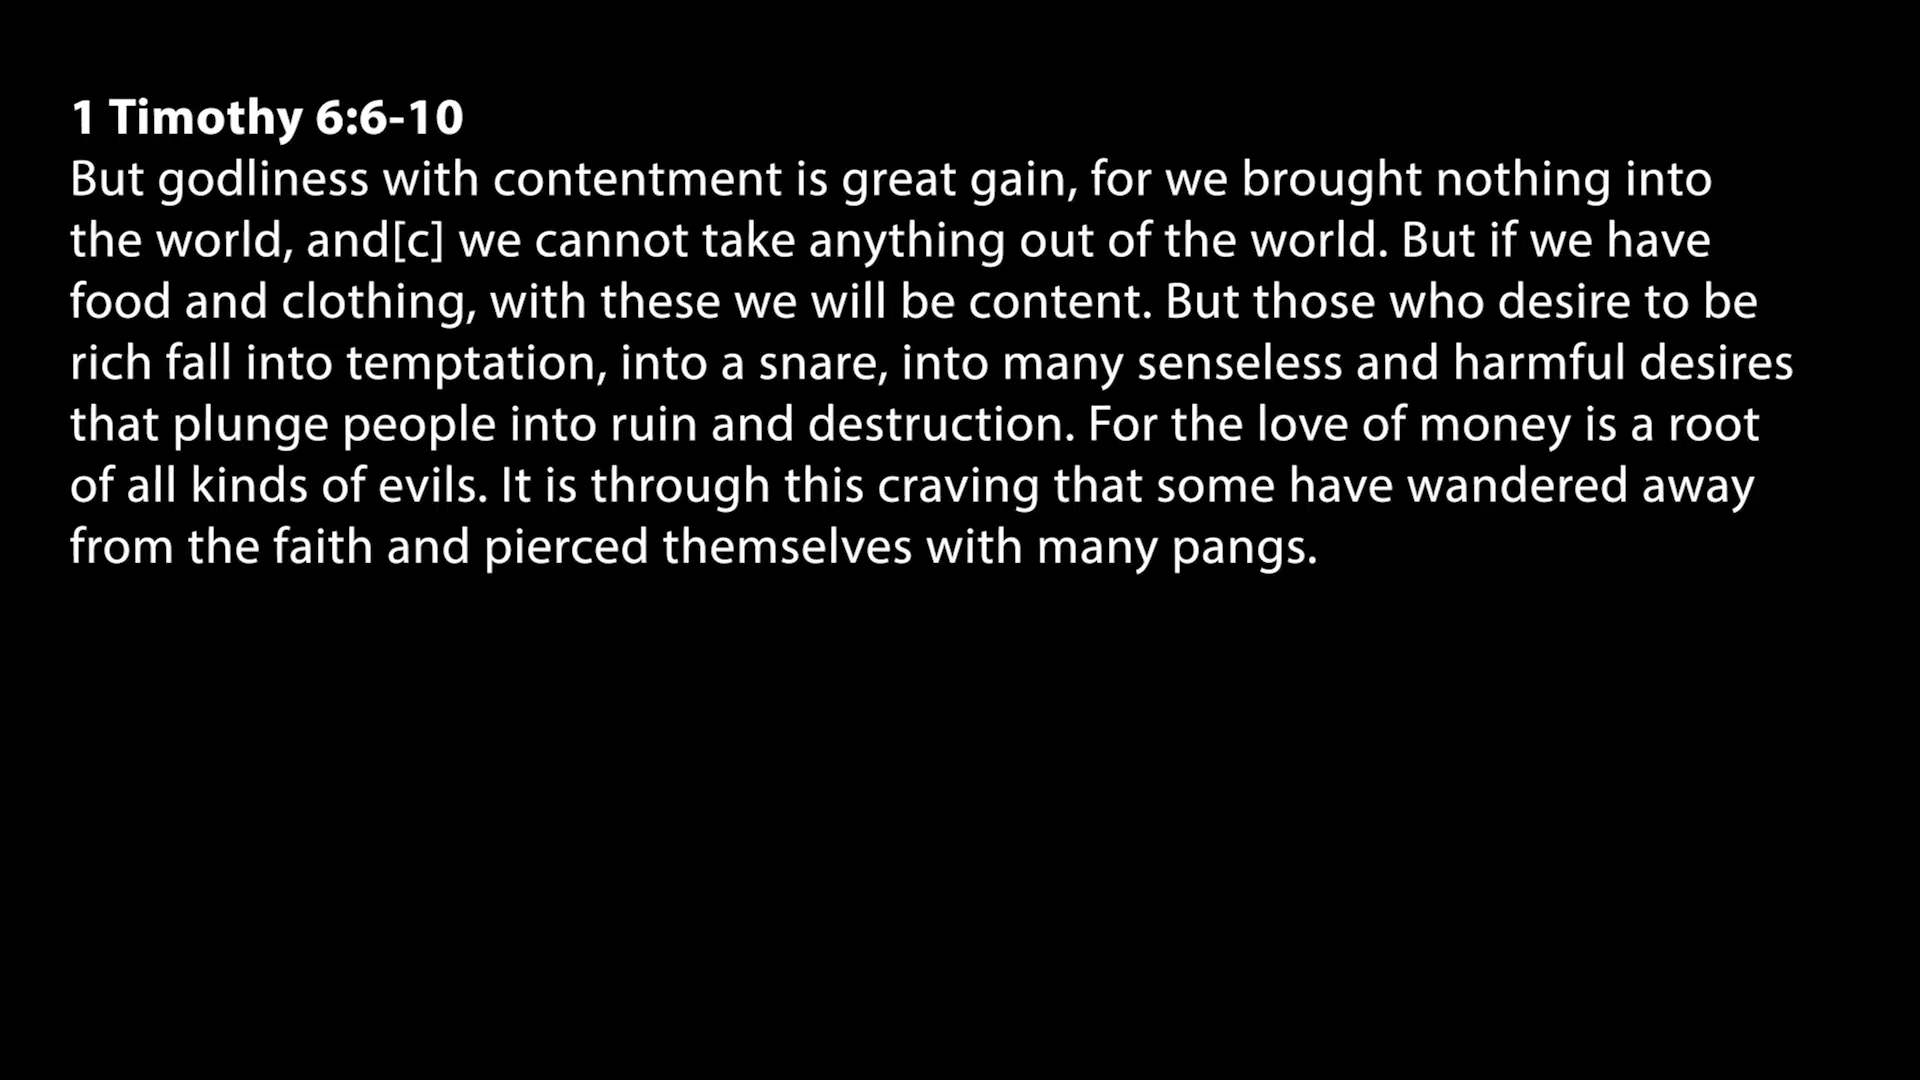 1 Timothy 6:6-10
But godliness with contentment is great gain, for we brought nothing into
the world, and[c] we cannot take anything out of the world. But if we have
food and clothing, with these we will be content. But those who desire to be
rich fall into temptation, into a snare, into many senseless and harmful desires
that plunge people into ruin and destruction. For the love of money is a root
of all kinds of evils. It is through this craving that some have wandered away
from the faith and pierced themselves with many pangs.